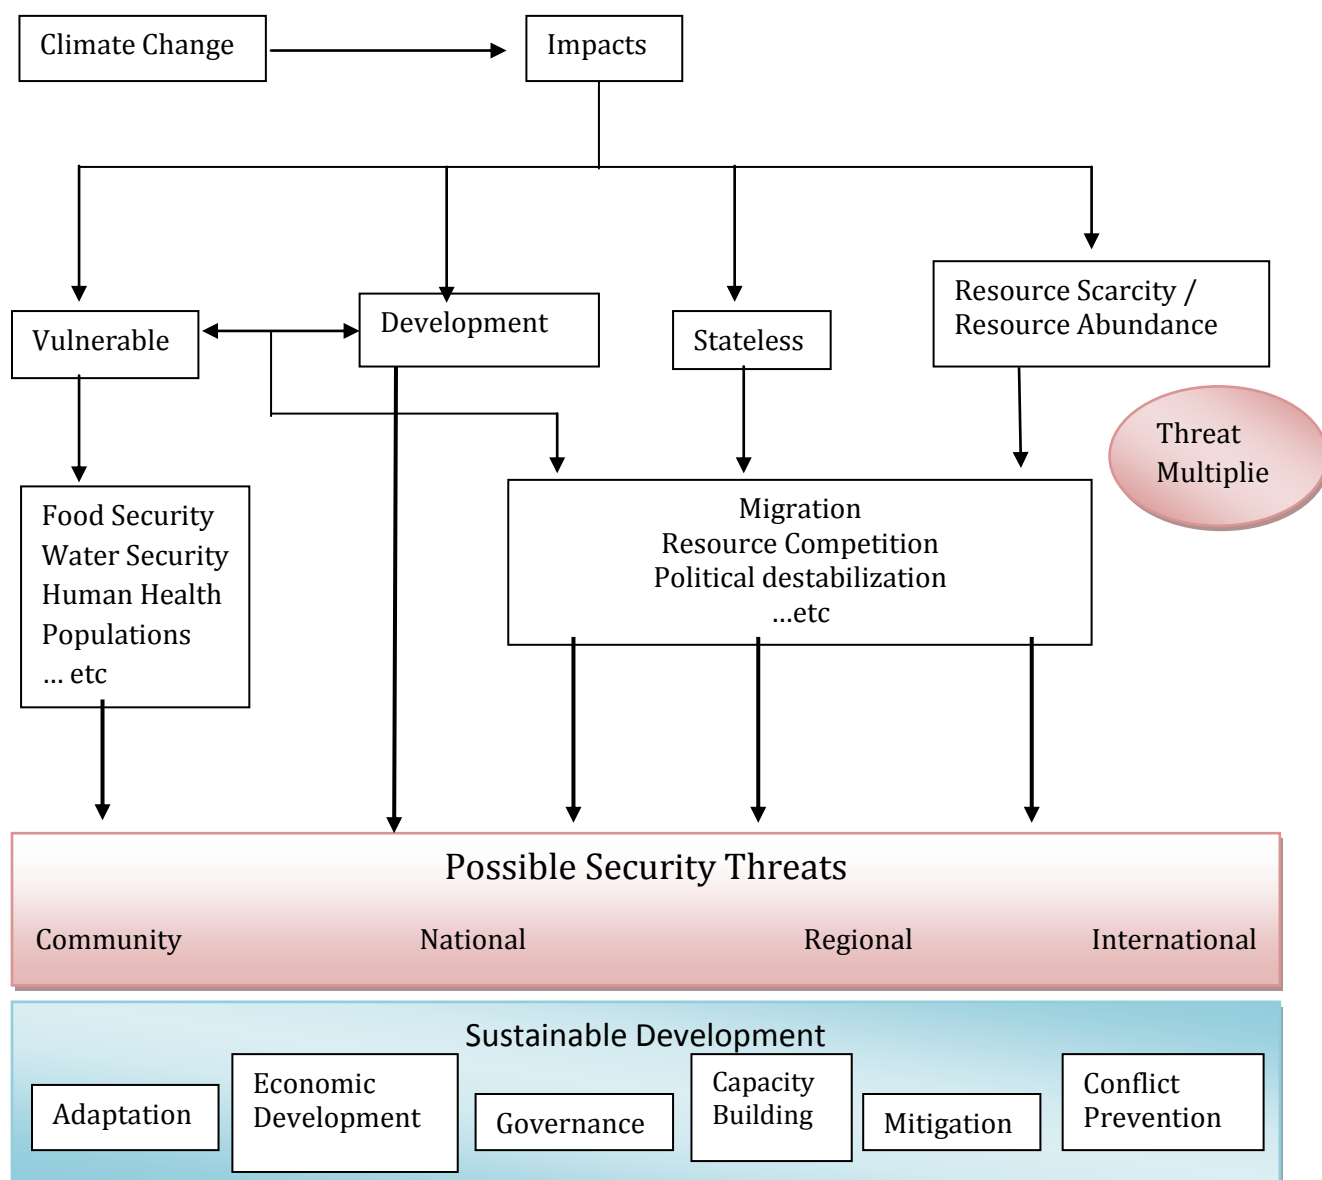 Climate Change
Impacts
Vulnerable
Development
Stateless
Resource Scarcity /
Resource Abundance
Threat
Multiplie
Food Security
Water Security
Human Health
Populations
... etc
Migration
Resource Competition
Political destabilization
...etc
Possible Security Threats
Community
National
Regional
International
Sustainable Development
Adaptation
Economic
Development
Governance
Capacity
Building
Mitigation
Conflict
Prevention